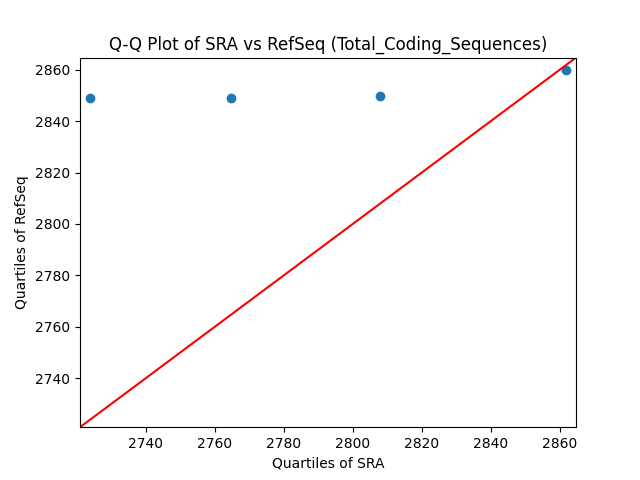 Q-Q Plot of SRA vs RefSeq (Total_Coding_Sequences)
2860
2840
2820
2800
2780
2760
2740
Quartiles of RefSeq
2740 2760 2780 2800 2820 2840 2860
Quartiles of SRA